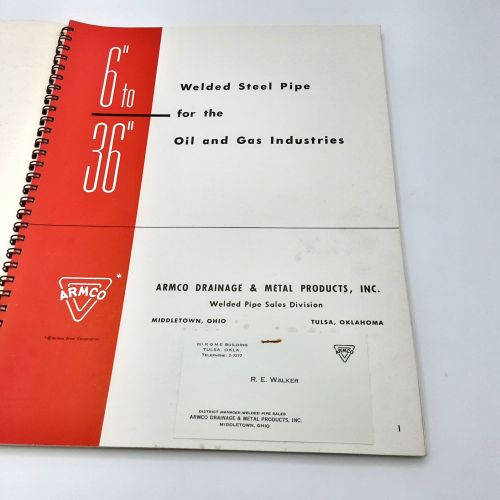 6" to
36"
Welded Steel Pipe
for the
Oil and Gas Industries
ARMCO *
ARMCO DRAINAGE & METAL PRODUCTS, INC.
Welded Pipe Sales Division
MIDDLETOWN, OHIO TULSA, OKLAHOMA
BUILDING
TULSA, OKLA.
TELEPHONE:
ARMCO
R. E. WALKER
DISTRICT MANAGER, WELDED PIPE SALES
ARMCO DRAINAGE & METAL PRODUCTS, INC.
MIDDLETOWN, OHIO
1